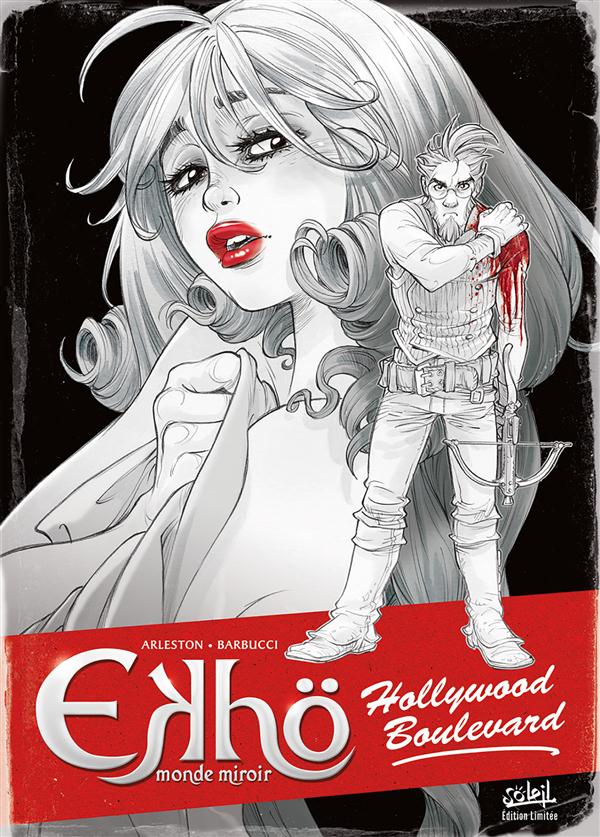 ARLESTON • BARBUCCI
Ekhö
monde miroir
Hollywood
Boulevard
SOLEIL
Édition Limitée